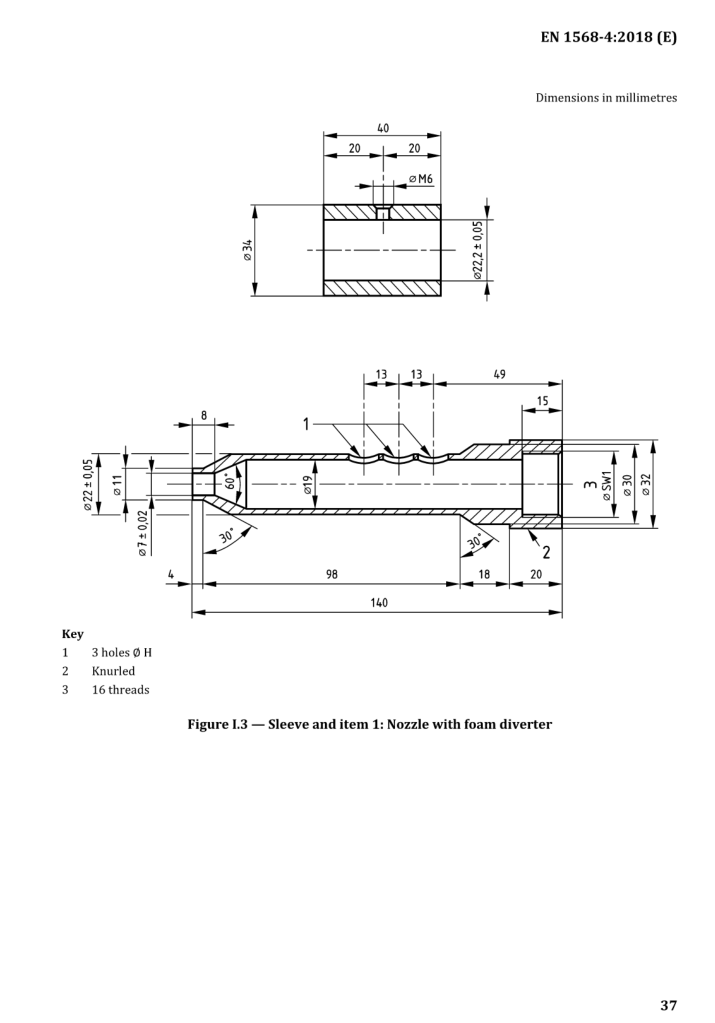 EN 1568-4:2018 (E)
Dimensions in millimetres
40
20 20
⌀ M6
⌀ 34
⌀22,2 ± 0,05
13 13 49
15
8
1
⌀ 22 ± 0,05
⌀ 11
⌀ 7 ± 0,02
60°
⌀19
3
⌀ SW1
⌀ 30
⌀ 32
30°
30°
2
4 98 18 20
140
Key
1 3 holes Ø H
2 Knurled
3 16 threads
Figure I.3 — Sleeve and item 1: Nozzle with foam diverter
37